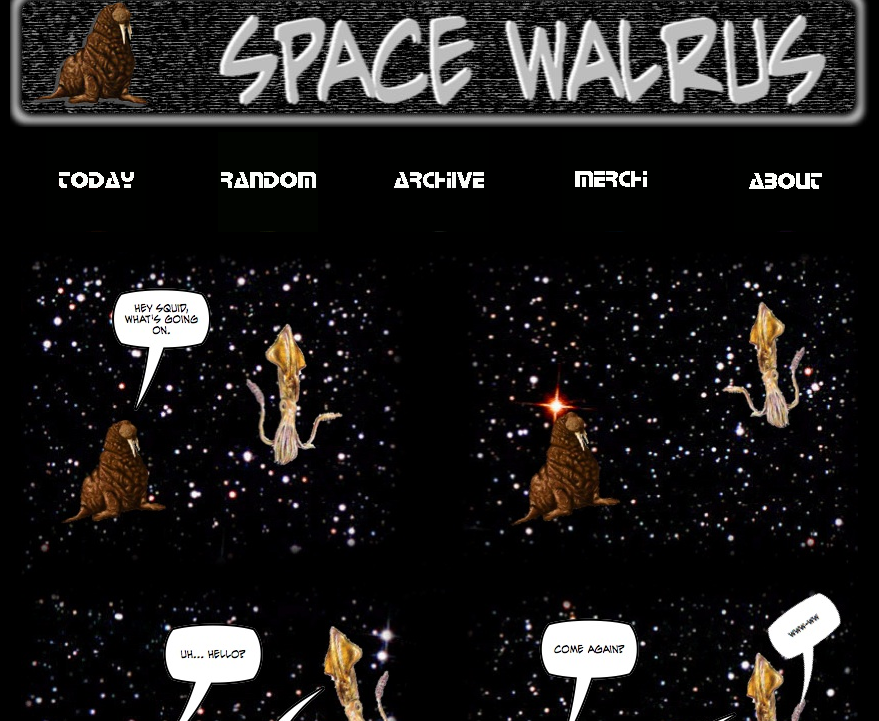 SPACE WALRUS
TODAY
RANDOM
ARCHIVE
MERCH
ABOUT
HEY SQUID,
WHAT'S GOING
ON.
UH... HELLO?
COME AGAIN?
WWW-WW